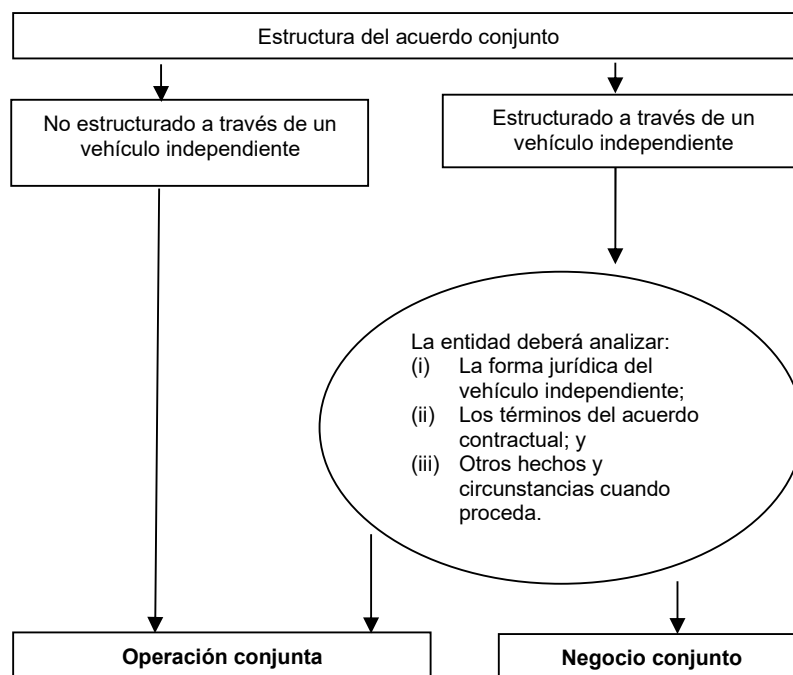 Estructura del acuerdo conjunto
No estructurado a través de un
vehículo independiente
Estructurado a través de un
vehículo independiente
La entidad deberá analizar:
(i) La forma jurídica del
vehículo independiente;
(ii) Los términos del acuerdo
contractual; y
(iii) Otros hechos y
circunstancias cuando
proceda.
Operación conjunta
Negocio conjunto